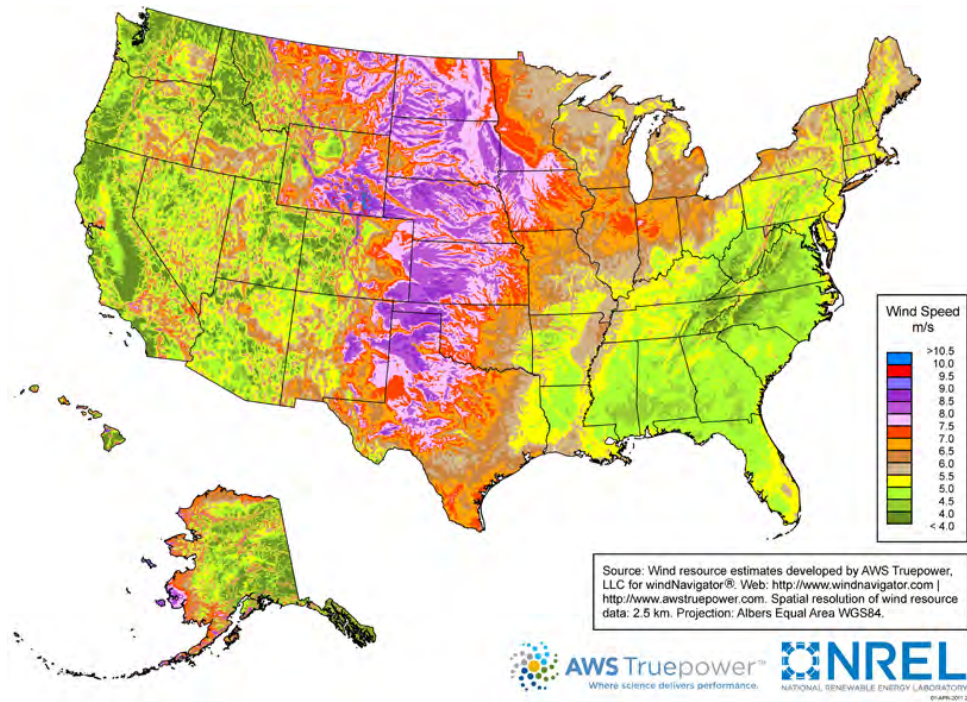 Wind Speed
m/s
>10.5
10.0
9.5
9.0
8.5
8.0
7.5
7.0
6.5
6.0
5.5
5.0
4.5
4.0
< 4.0
Source: Wind resource estimates developed by AWS Truepower,
LLC for windNavigator®. Web: http://www.windnavigator.com |
http://www.awstruepower.com. Spatial resolution of wind resource
data: 2.5 km. Projection: Albers Equal Area WGS84.
AWS Truepower™
Where science delivers performance.
NREL
NATIONAL RENEWABLE ENERGY LABORATORY